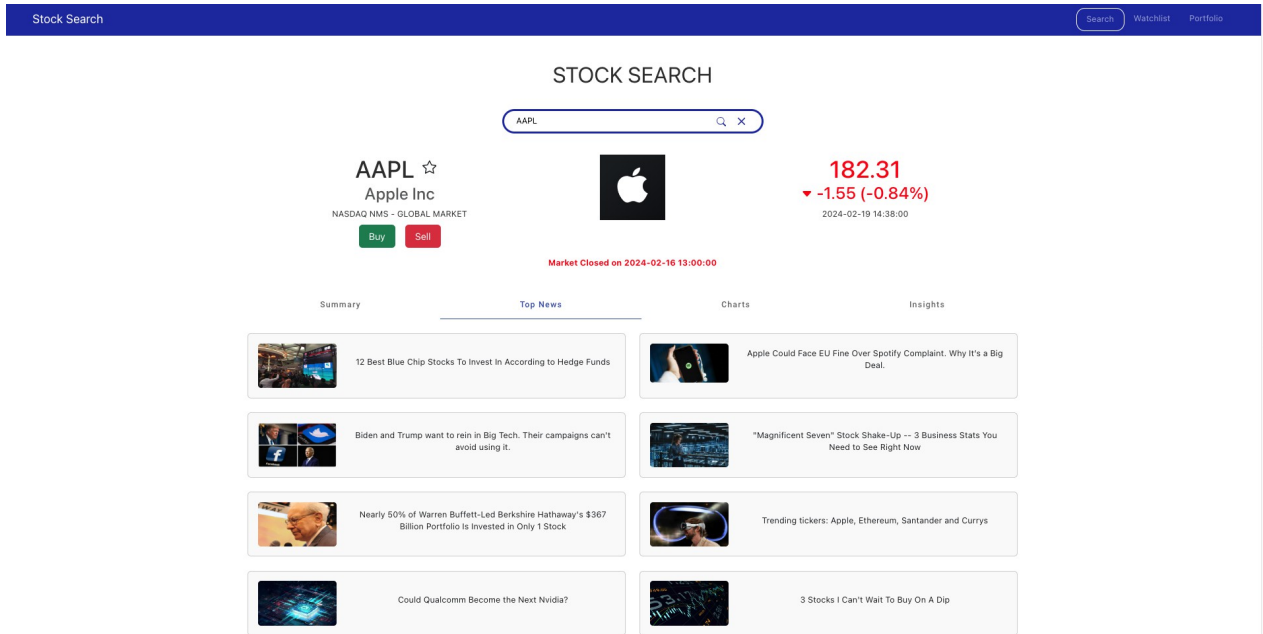 Stock Search
Search Watchlist Portfolio
STOCK SEARCH
AAPL
AAPL
Apple Inc
NASDAQ NMS - GLOBAL MARKET
Buy Sell
182.31
-1.55 (-0.84%)
2024-02-19 14:38:00
Market Closed on 2024-02-16 13:00:00
Summary Top News Charts Insights
12 Best Blue Chip Stocks To Invest In According to Hedge Funds
Apple Could Face EU Fine Over Spotify Complaint. Why It's a Big
Deal.
Biden and Trump want to rein in Big Tech. Their campaigns can't
avoid using it.
"Magnificent Seven" Stock Shake-Up -- 3 Business Stats You
Need to See Right Now
Nearly 50% of Warren Buffett-Led Berkshire Hathaway's $367
Billion Portfolio Is Invested in Only 1 Stock
Trending tickers: Apple, Ethereum, Santander and Currys
Could Qualcomm Become the Next Nvidia?
3 Stocks I Can't Wait To Buy On A Dip